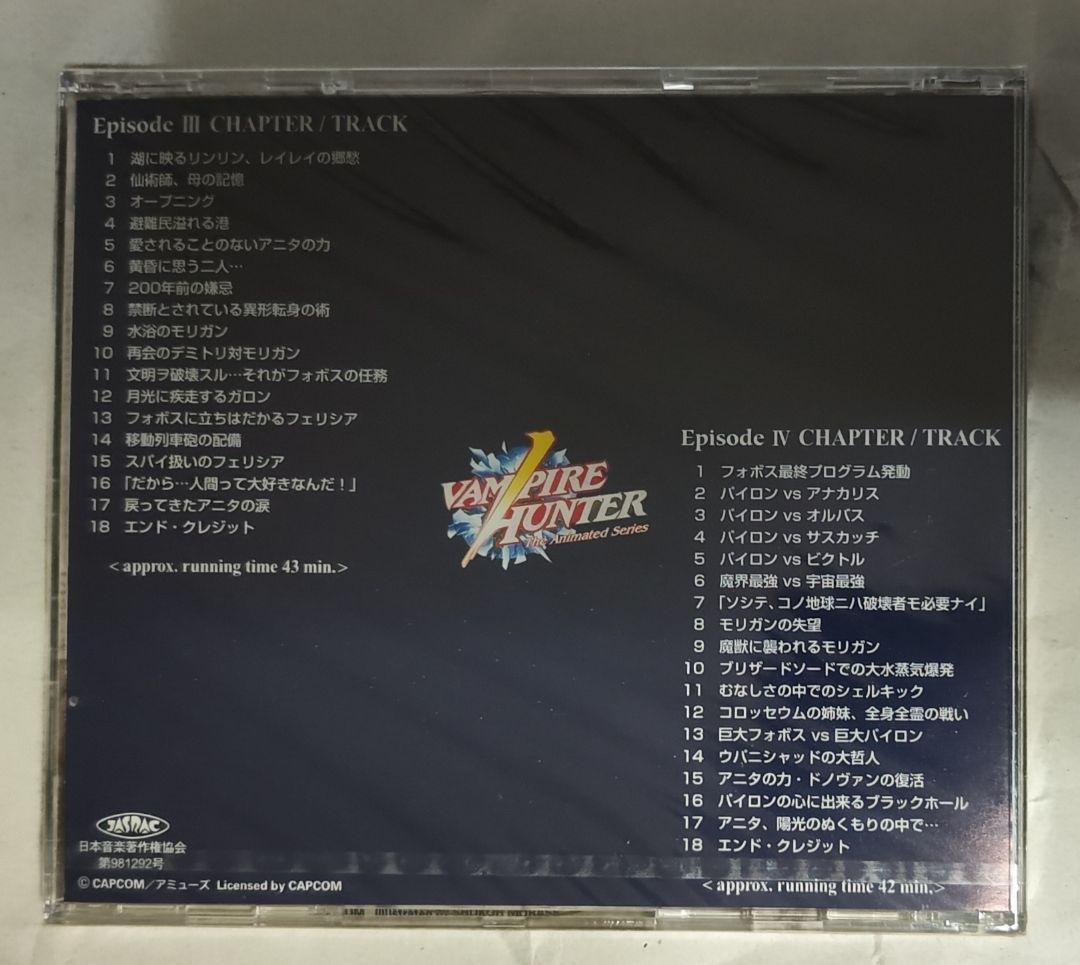 Episode Ⅲ CHAPTER / TRACK
1 湖に映るリンリン、レイレイの郷愁
2 仙術師、母の記憶
3 オープニング
4 避難民溢れる港
5 愛されることのないアニタの力
6 黄昏に思う二人…
7 200年前の嫌忌
8 禁断とされている異形転身の術
9 水浴のモリガン
10 再会のデミトリ対モリガン
11 文明ヲ破壊スル…それがフォボスの任務
12 月光に疾走するガロン
13 フォボスに立ちはだかるフェリシア
14 移動列車砲の配備
15 スパイ扱いのフェリシア
16 「だから…人間って大好きなんだ!」
17 戻ってきたアニタの涙
18 エンド・クレジット
< approx. running time 43 min.>
VAMPIRE
HUNTER
The Animated Series
Episode Ⅳ CHAPTER / TRACK
1 フォボス最終プログラム発動
2 パイロン vs アナカリス
3 パイロン vs オルバス
4 パイロン vs サスカッチ
5 パイロン vs ビクトル
6 魔界最強 vs 宇宙最強
7 「ソシテ、コノ地球ニハ破壊者モ必要ナイ」
8 モリガンの失望
9 魔獣に襲われるモリガン
10 ブリザードソードでの大水蒸気爆発
11 むなしさの中でのシェルキック
12 コロッセウムの姉妹、全身全霊の戦い
13 巨大フォボス vs 巨大パイロン
14 ウパニシャッドの大哲人
15 アニタの力・ドノヴァンの復活
16 パイロンの心に出来るブラックホール
17 アニタ、陽光のぬくもりの中で…
18 エンド・クレジット
< approx. running time 42 min.>
JASRAC
日本音楽著作権協会
第981292号
© CAPCOM／アミューズ Licensed by CAPCOM